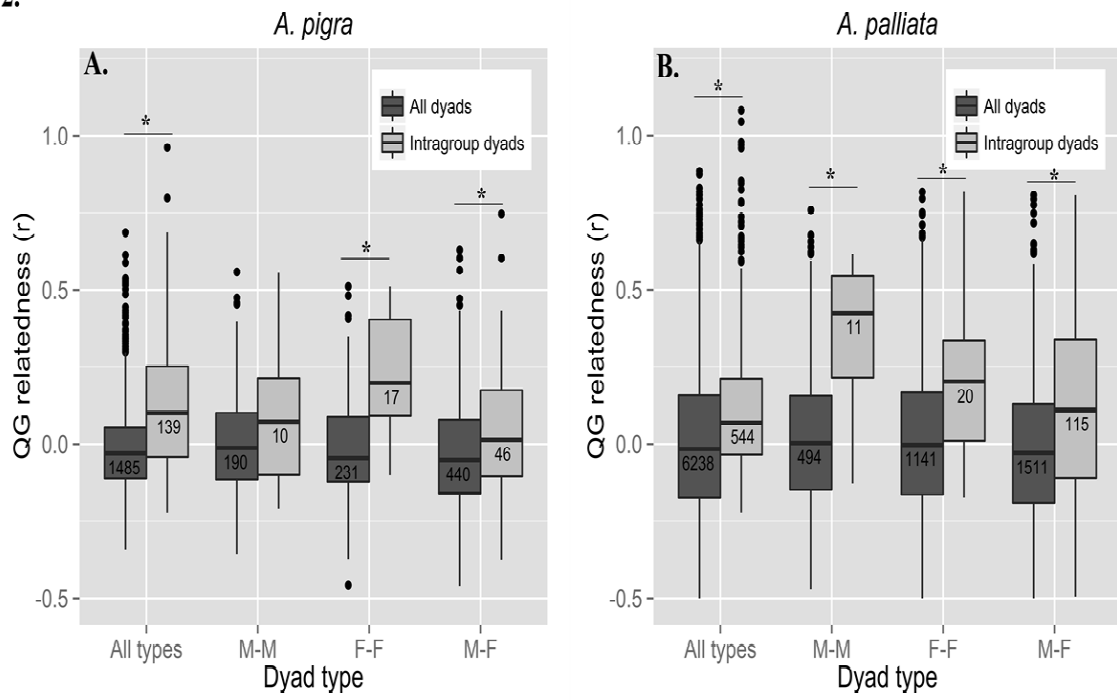 2.
A. pigra
A. palliata
A.
*
All dyads
Intragroup dyads
1.0
0.5
0.0
-0.5
QG relatedness (r)
*
*
1485
139
190
10
231
17
440
46
All types
M-M
F-F
M-F
Dyad type
B.
*
All dyads
Intragroup dyads
1.0
0.5
0.0
-0.5
QG relatedness (r)
*
*
*
6238
544
494
11
1141
20
1511
115
All types
M-M
F-F
M-F
Dyad type